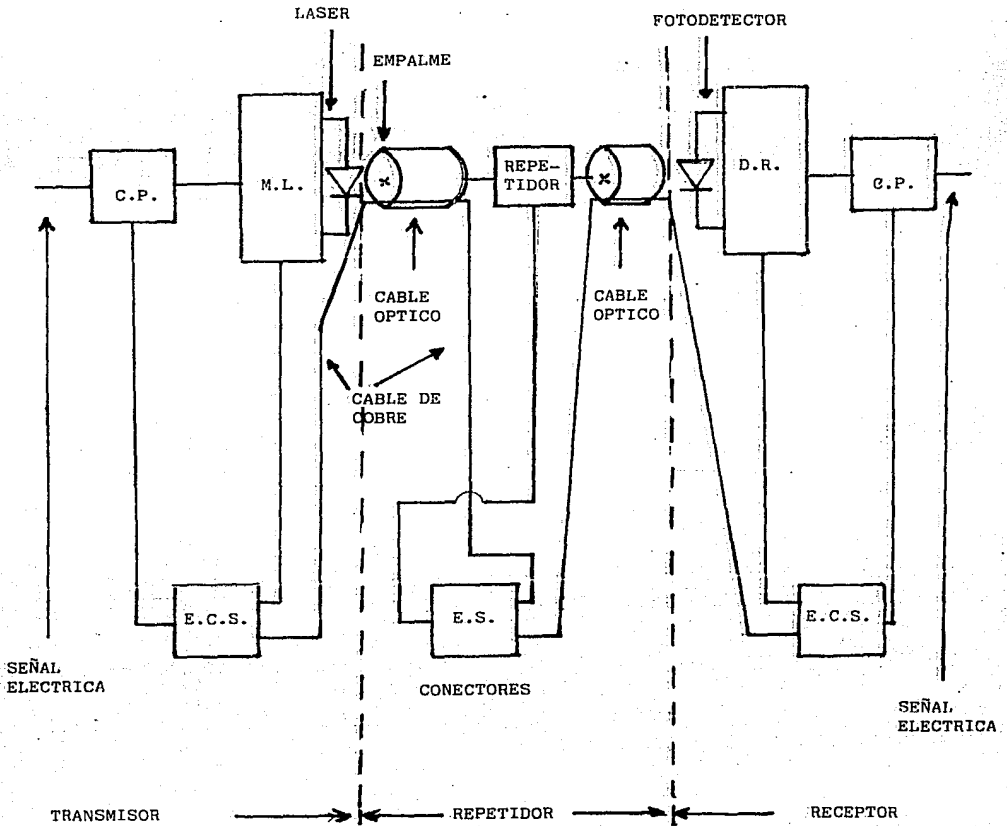 LASER
FOTODETECTOR
EMPALME
C.P.
M.L.
REPE-
TIDOR
D.R.
C.P.
CABLE
OPTICO
CABLE
OPTICO
CABLE DE
COBRE
E.C.S.
E.S.
E.C.S.
SEÑAL
ELECTRICA
CONECTORES
SEÑAL
ELECTRICA
TRANSMISOR
REPETIDOR
RECEPTOR